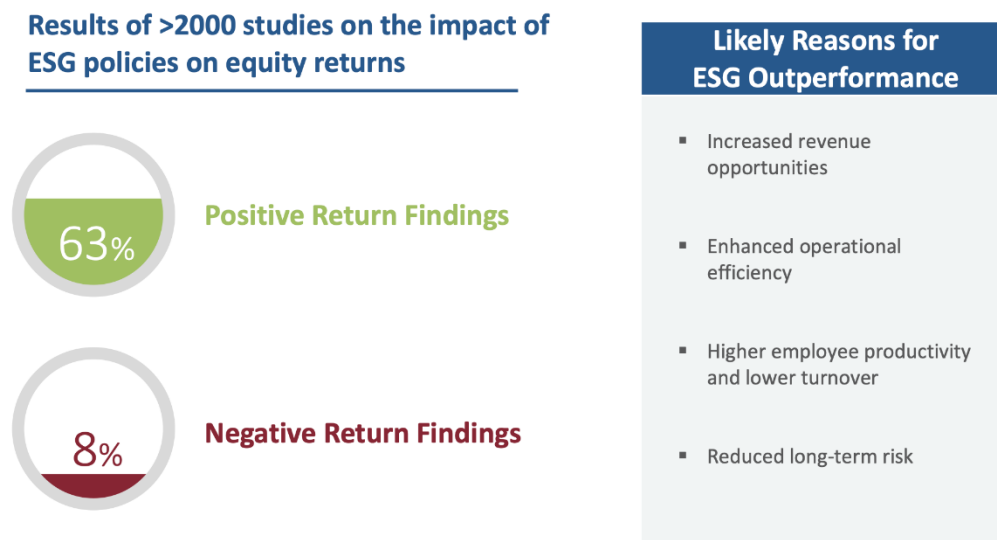 Results of >2000 studies on the impact of
ESG policies on equity returns
63%
Positive Return Findings
8%
Negative Return Findings
Likely Reasons for
ESG Outperformance
▪ Increased revenue
opportunities
▪ Enhanced operational
efficiency
▪ Higher employee productivity
and lower turnover
▪ Reduced long-term risk